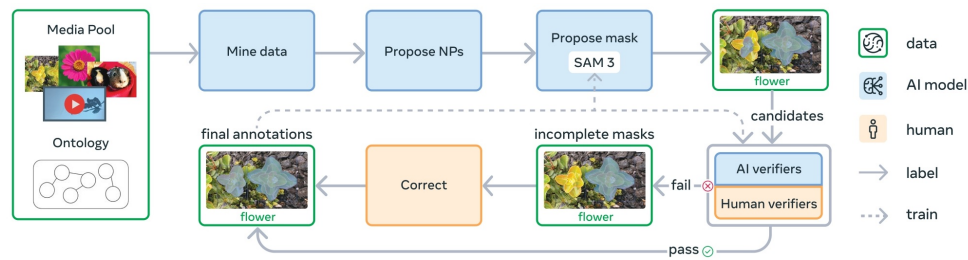 Media Pool
Ontology
Mine data
Propose NPs
Propose mask
SAM 3
flower
candidates
AI verifiers
Human verifiers
fail
incomplete masks
flower
Correct
final annotations
flower
pass
data
AI model
human
label
train